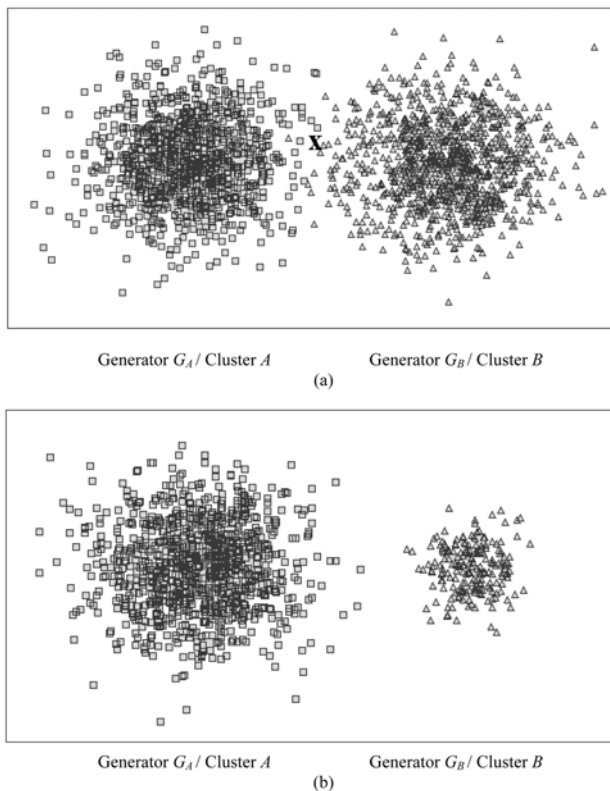 X
Generator G_A / Cluster A Generator G_B / Cluster B
(a)
Generator G_A / Cluster A Generator G_B / Cluster B
(b)